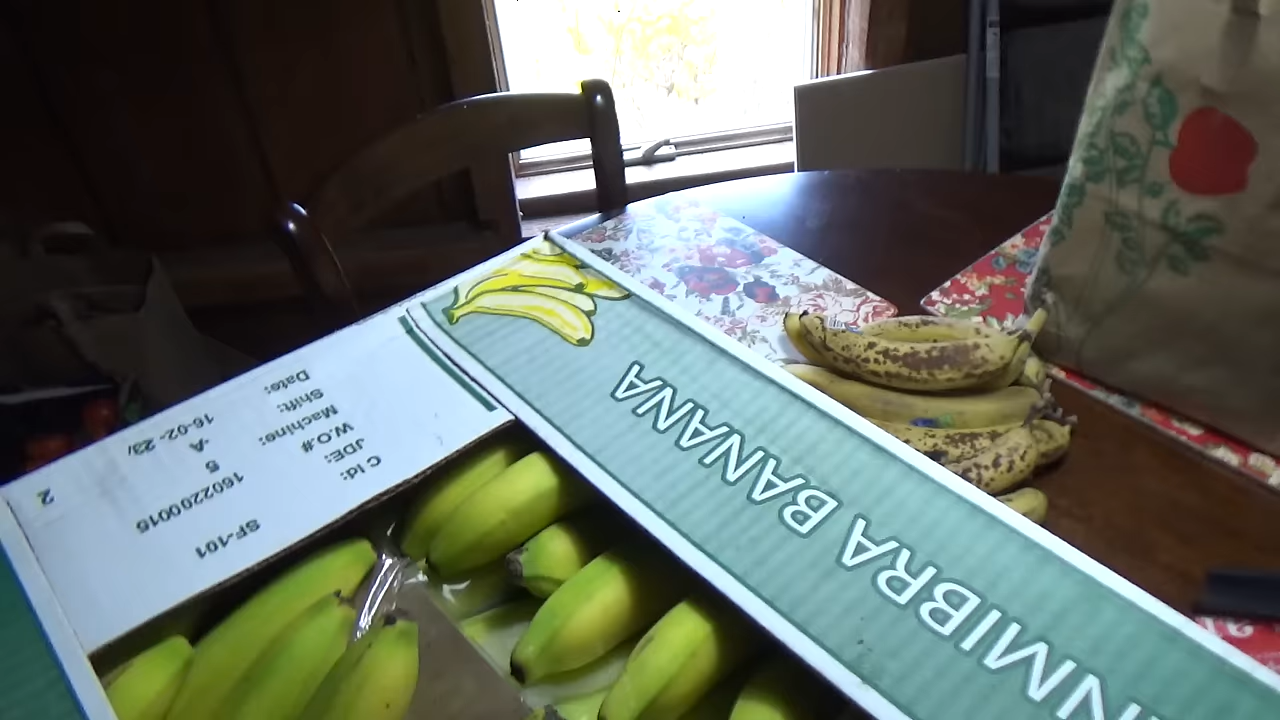 NMIBRA BANANA
C Id:
JDE: SF-101
W.O#: 1602200016
Machine: 5
Shift: -A
Date: 16-02-23/
2